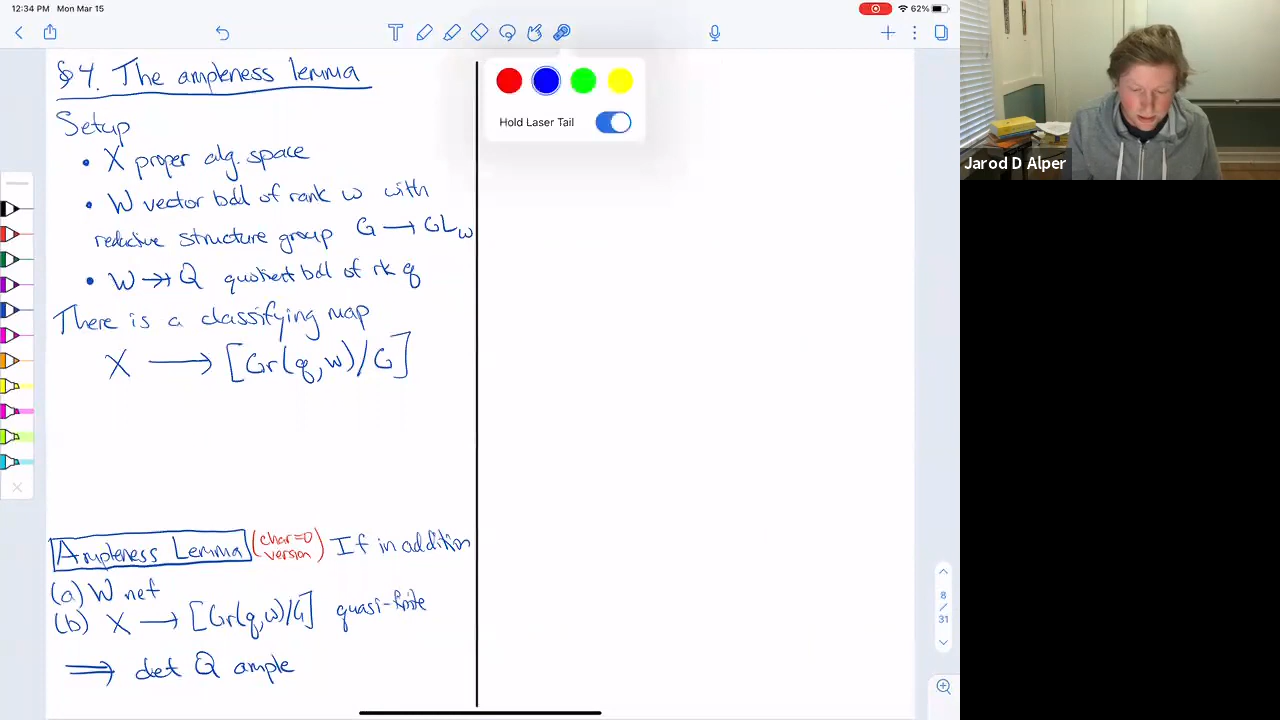 12:34 PM Mon Mar 15
62%
§4. The ampleness lemma
Hold Laser Tail
Setup
• X proper alg. space
• W vector bdl of rank w with
reductive structure group G → GL_w
• W ↠ Q quotient bdl of rk q
There is a classifying map
X → [Gr(q,w)/G]
Ampleness Lemma (char=0 version) If in addition
(a) W nef
(b) X → [Gr(q,w)/G] quasi-finite
⟹ det Q ample
8
/
31
Jarod D Alper